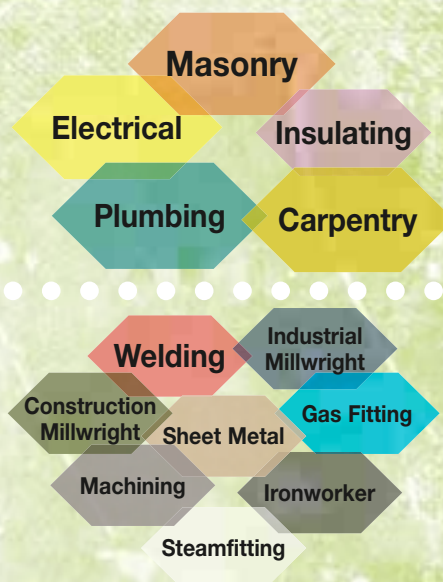 Masonry
Electrical
Insulating
Plumbing
Carpentry
Welding
Industrial
Millwright
Construction
Millwright
Sheet Metal
Gas Fitting
Machining
Ironworker
Steamfitting